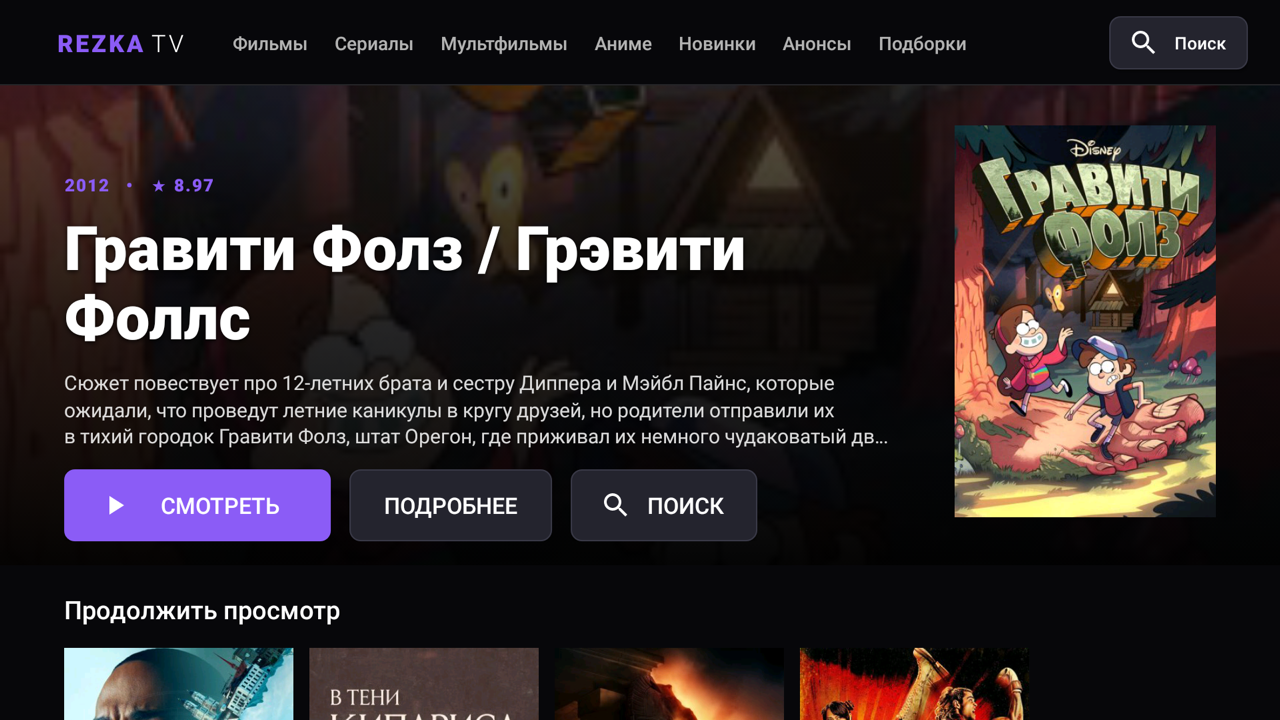 REZKA TV
Фильмы
Сериалы
Мультфильмы
Аниме
Новинки
Анонсы
Подборки
Поиск
2012 • ★ 8.97
Гравити Фолз / Грэвити
Фоллс
Сюжет повествует про 12-летних брата и сестру Диппера и Мэйбл Пайнс, которые
ожидали, что проведут летние каникулы в кругу друзей, но родители отправили их
в тихий городок Гравити Фолз, штат Орегон, где приживал их немного чудаковатый дв...
СМОТРЕТЬ
ПОДРОБНЕЕ
ПОИСК
Disney
ГРАВИТИ
ФОЛЗ
Продолжить просмотр
В ТЕНИ
КИПАРИСА